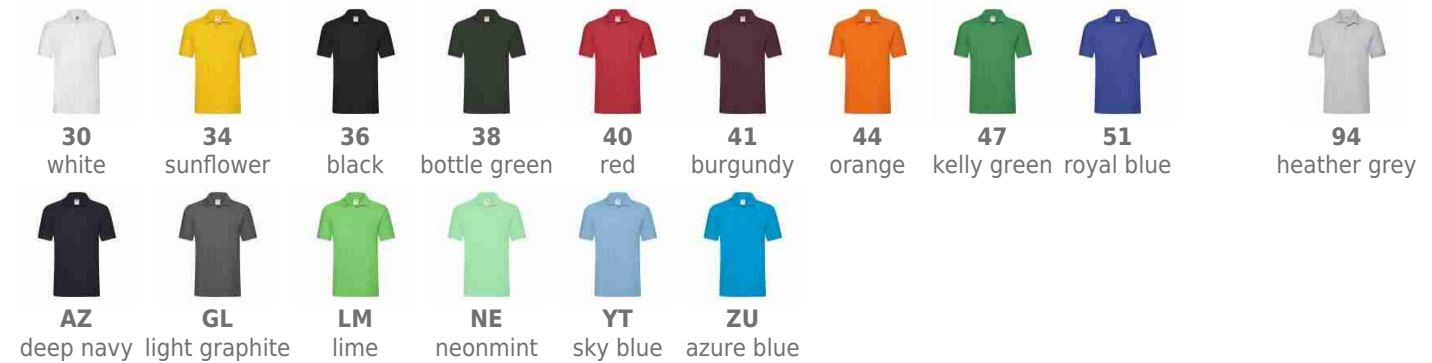 30 34 36 38 40 41 44 47 51 94
white sunflower black bottle green red burgundy orange kelly green royal blue heather grey
AZ GL LM NE YT ZU
deep navy light graphite lime neonmint sky blue azure blue